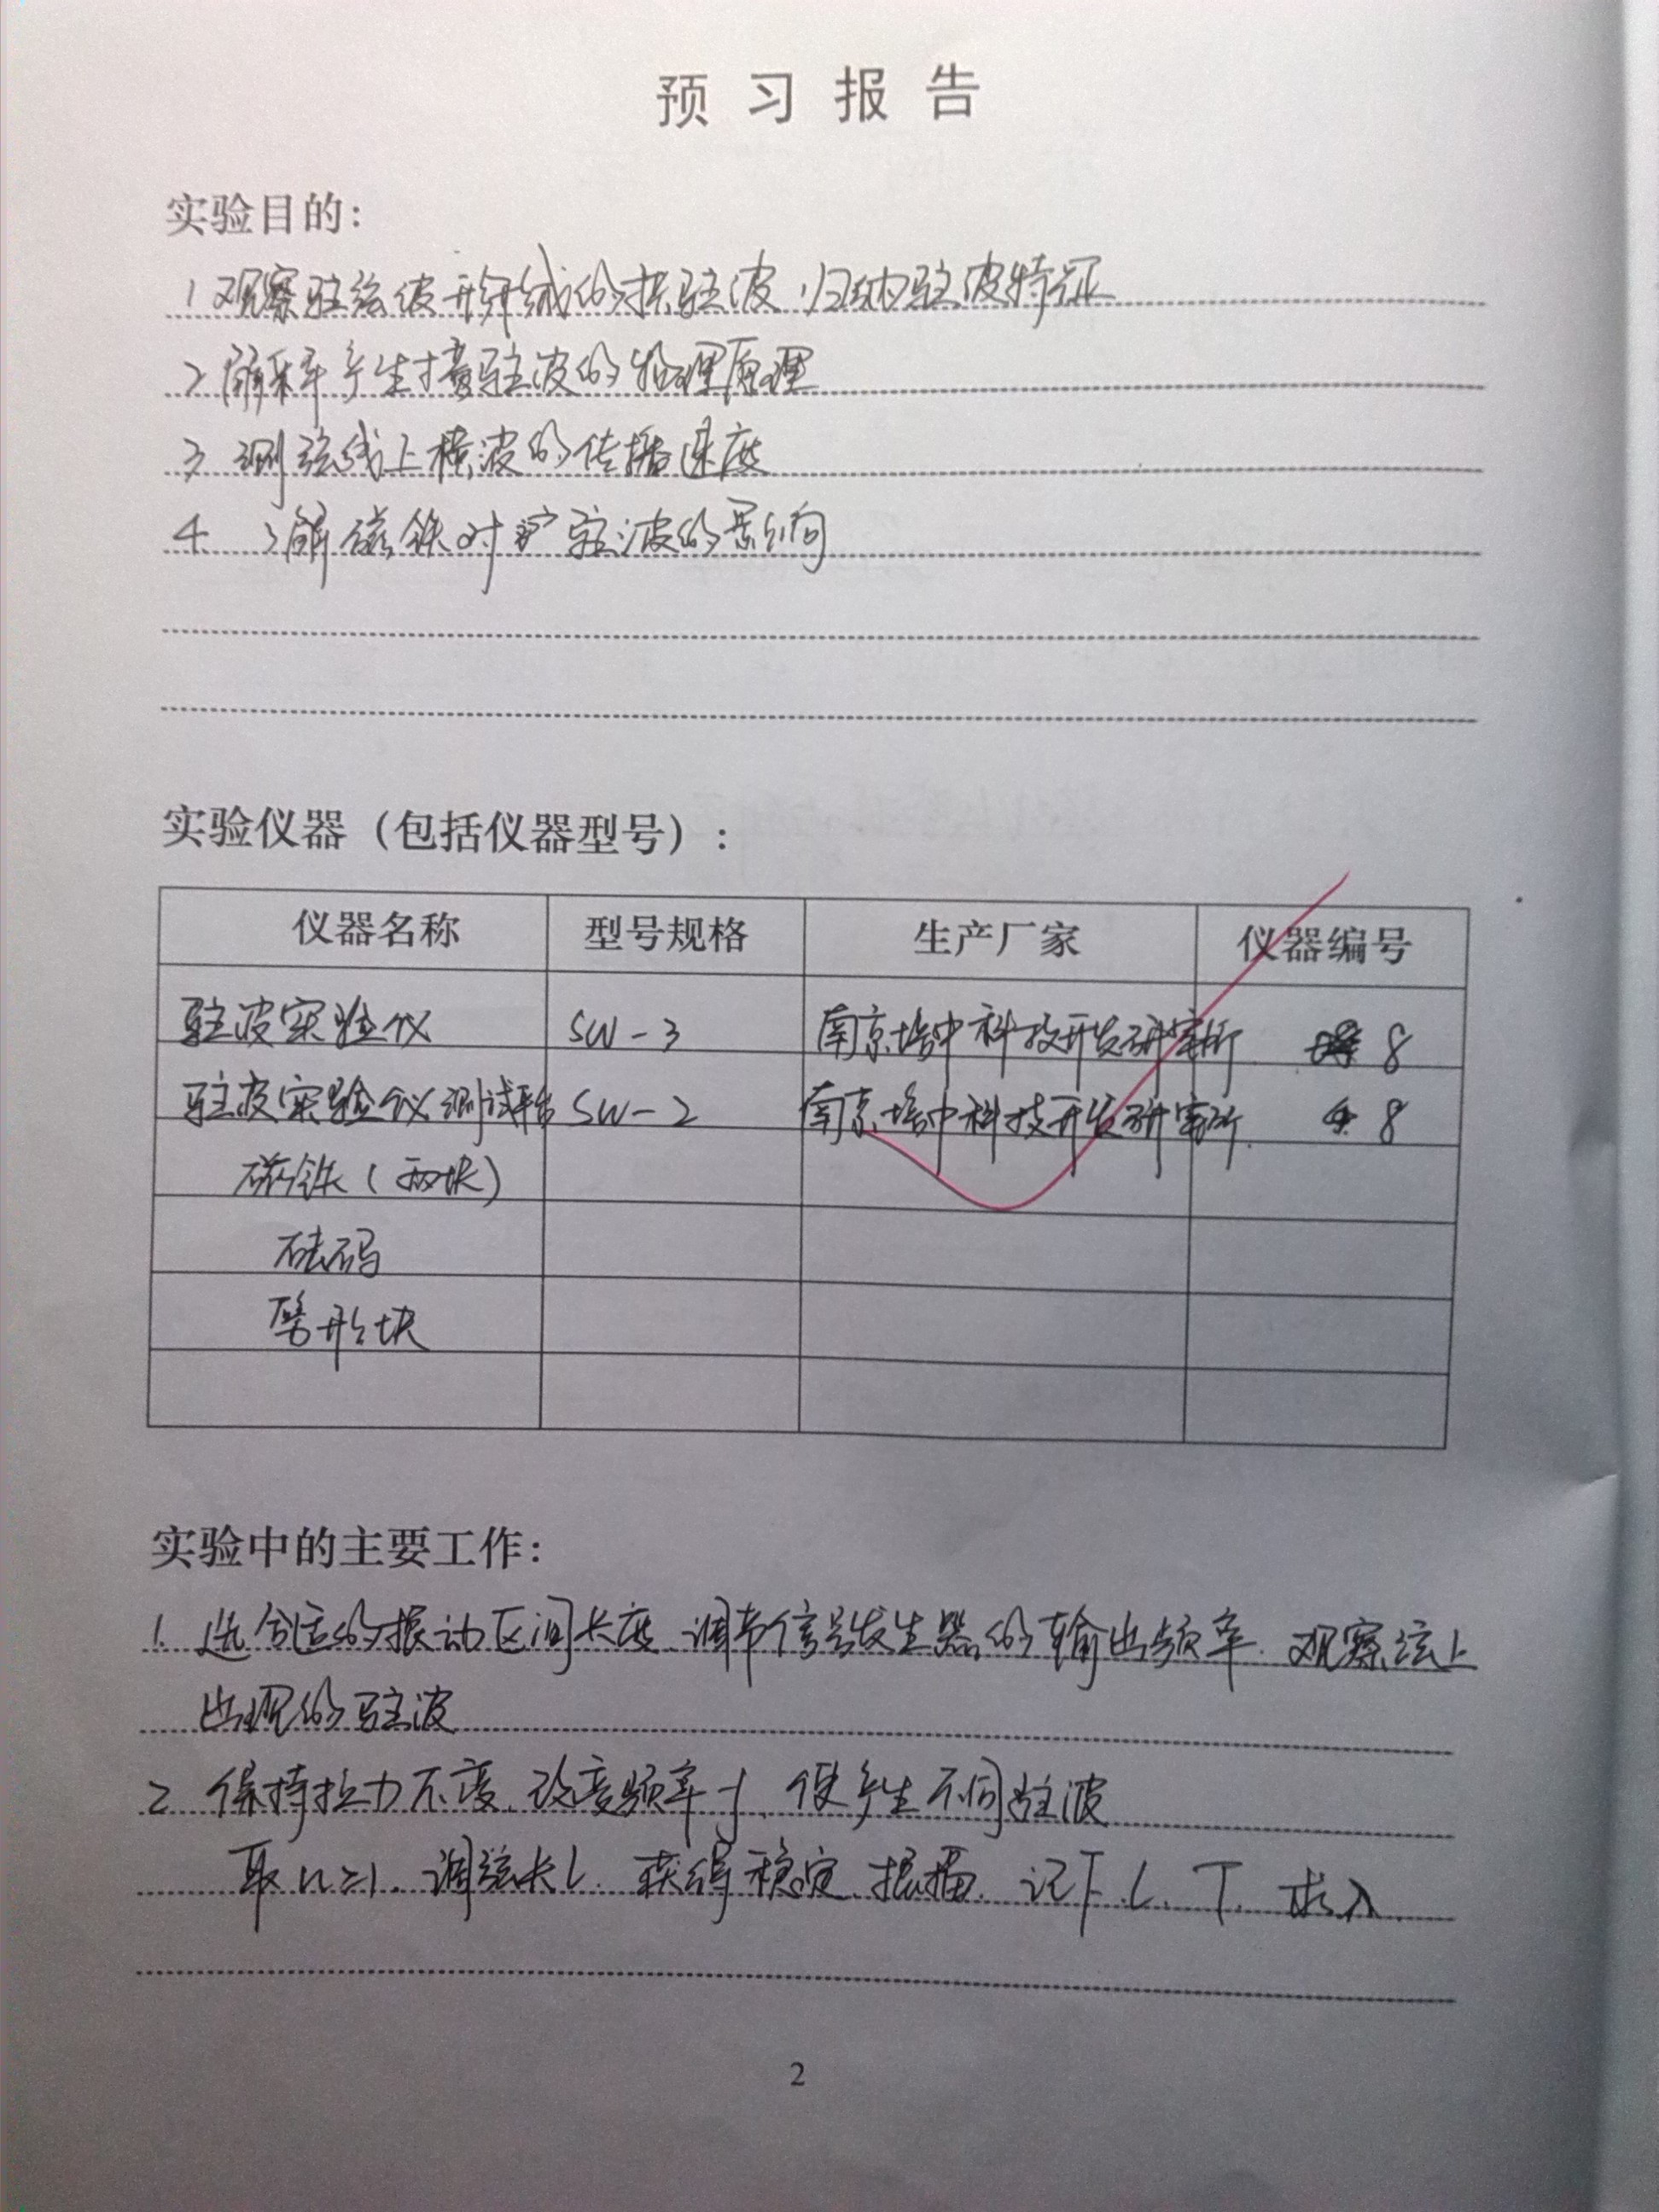 预习报告
实验目的：
1 观察弦波形成的横驻波，归纳驻波特征
2 解释产生横驻波的物理原理
3 测弦线上横波的传播速度
4 了解磁铁对驻波的影响
实验仪器（包括仪器型号）：
仪器名称 型号规格 生产厂家 仪器编号
驻波实验仪 SW-3 南京培中科技开发研究所 8
驻波实验仪测试平台 SW-2 南京培中科技开发研究所 8
磁铁（两块）
砝码
劈形块
实验中的主要工作：
1. 选合适的振动区间长度，调节信号发生器的输出频率，观察弦上
出现的驻波
2 保持拉力不变，改变频率f，使产生不同驻波
取n=1，调弦长L，获得稳定振幅，记下L、T，求λ
2